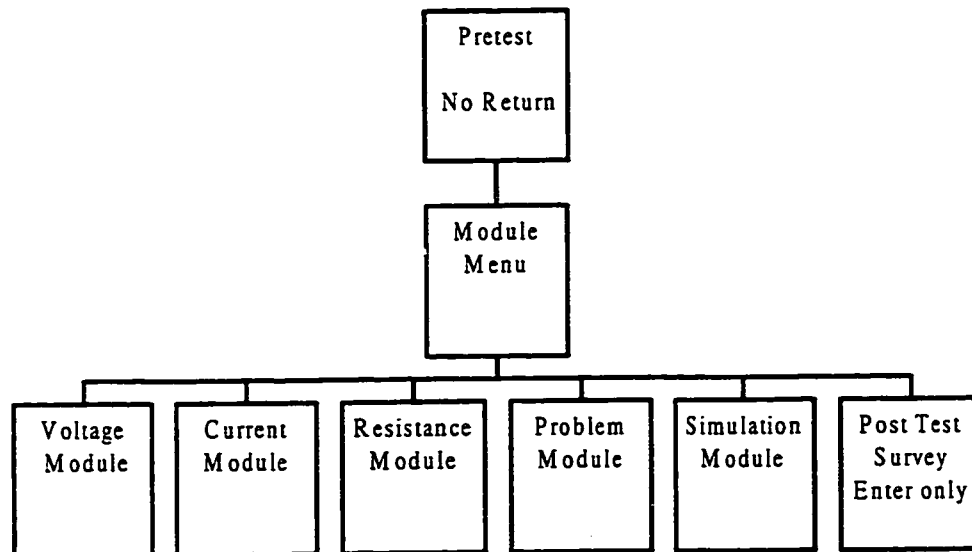 Pretest
No Return
Module
Menu
Voltage
Module
Current
Module
Resistance
Module
Problem
Module
Simulation
Module
Post Test
Survey
Enter only